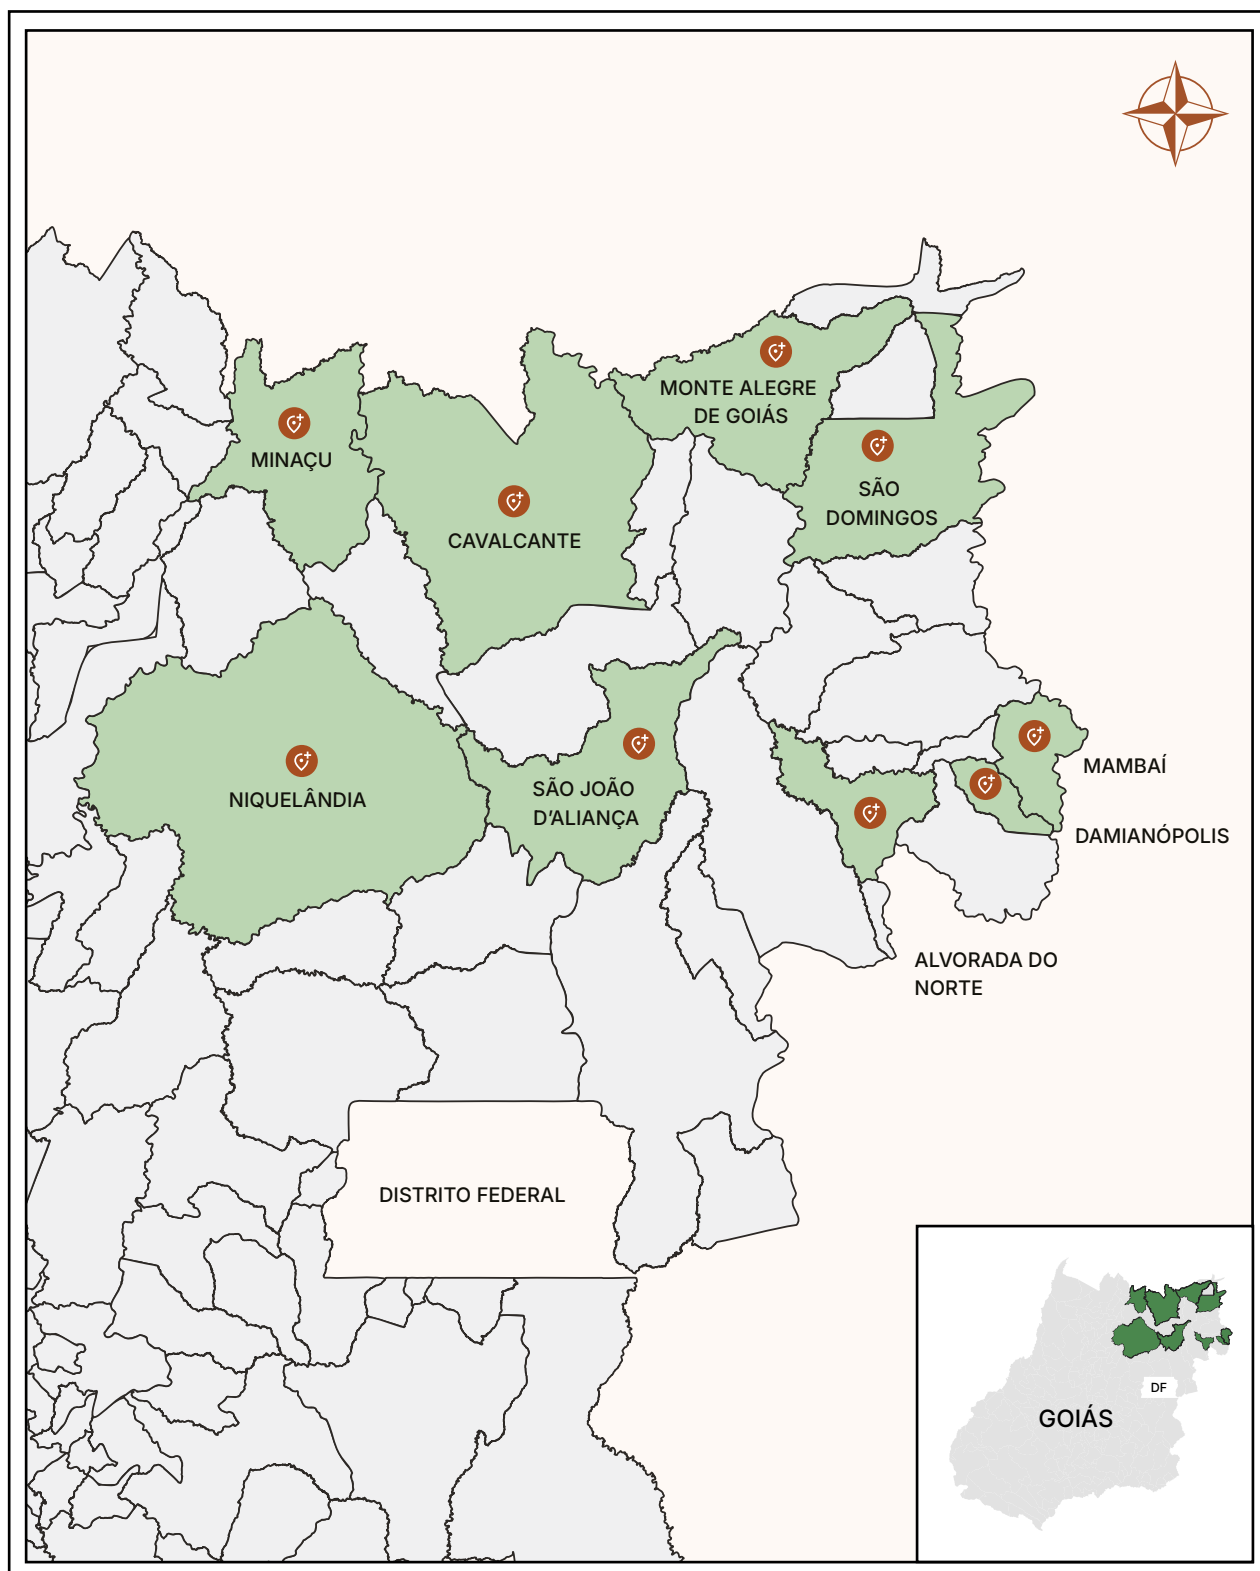 MONTE ALEGRE
DE GOIÁS
MINAÇU
SÃO
DOMINGOS
CAVALCANTE
MAMBAÍ
NIQUELÂNDIA
SÃO JOÃO
D'ALIANÇA
DAMIANÓPOLIS
ALVORADA DO
NORTE
DISTRITO FEDERAL
DF
GOIÁS